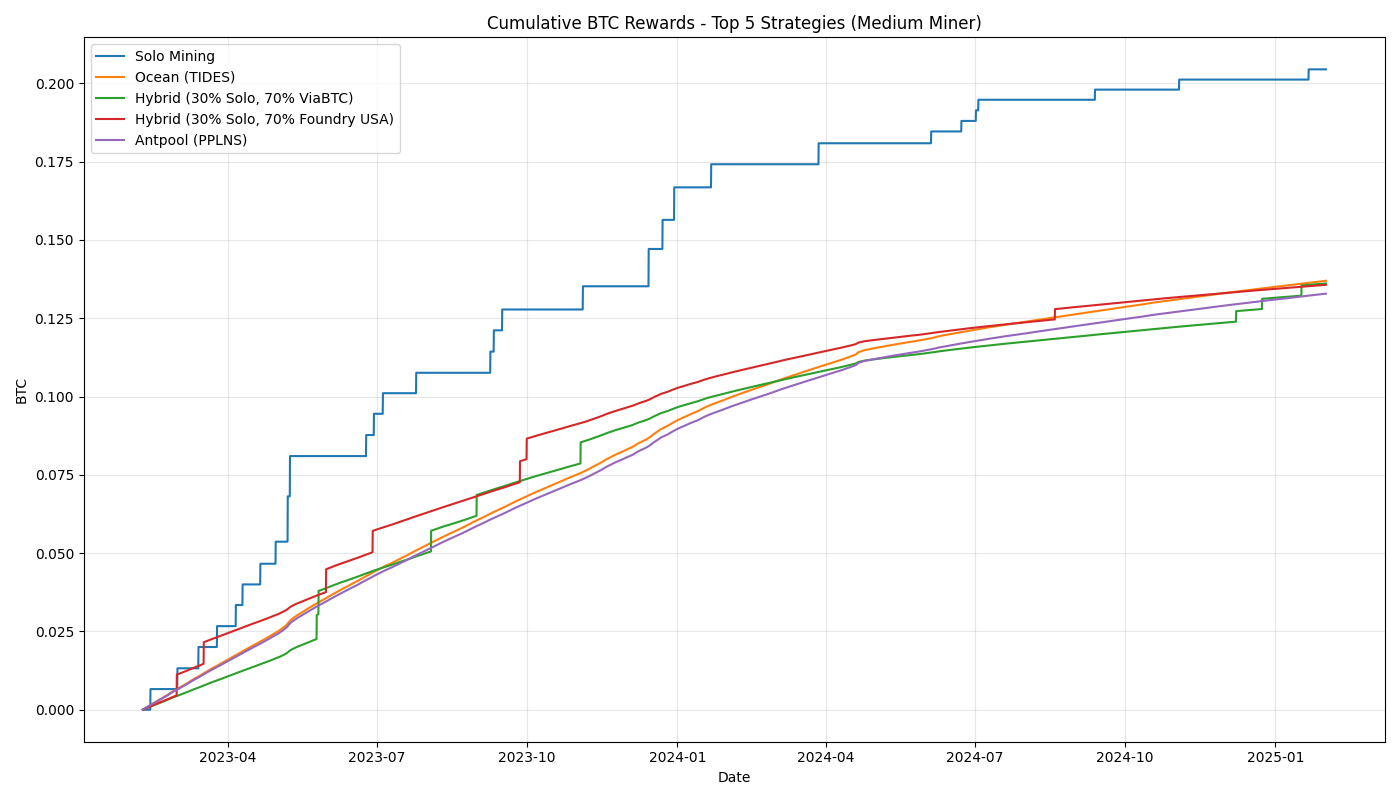 Cumulative BTC Rewards - Top 5 Strategies (Medium Miner)
Solo Mining
Ocean (TIDES)
Hybrid (30% Solo, 70% ViaBTC)
Hybrid (30% Solo, 70% Foundry USA)
Antpool (PPLNS)
0.200
0.175
0.150
0.125
0.100
0.075
0.050
0.025
0.000
BTC
2023-04
2023-07
2023-10
2024-01
2024-04
2024-07
2024-10
2025-01
Date